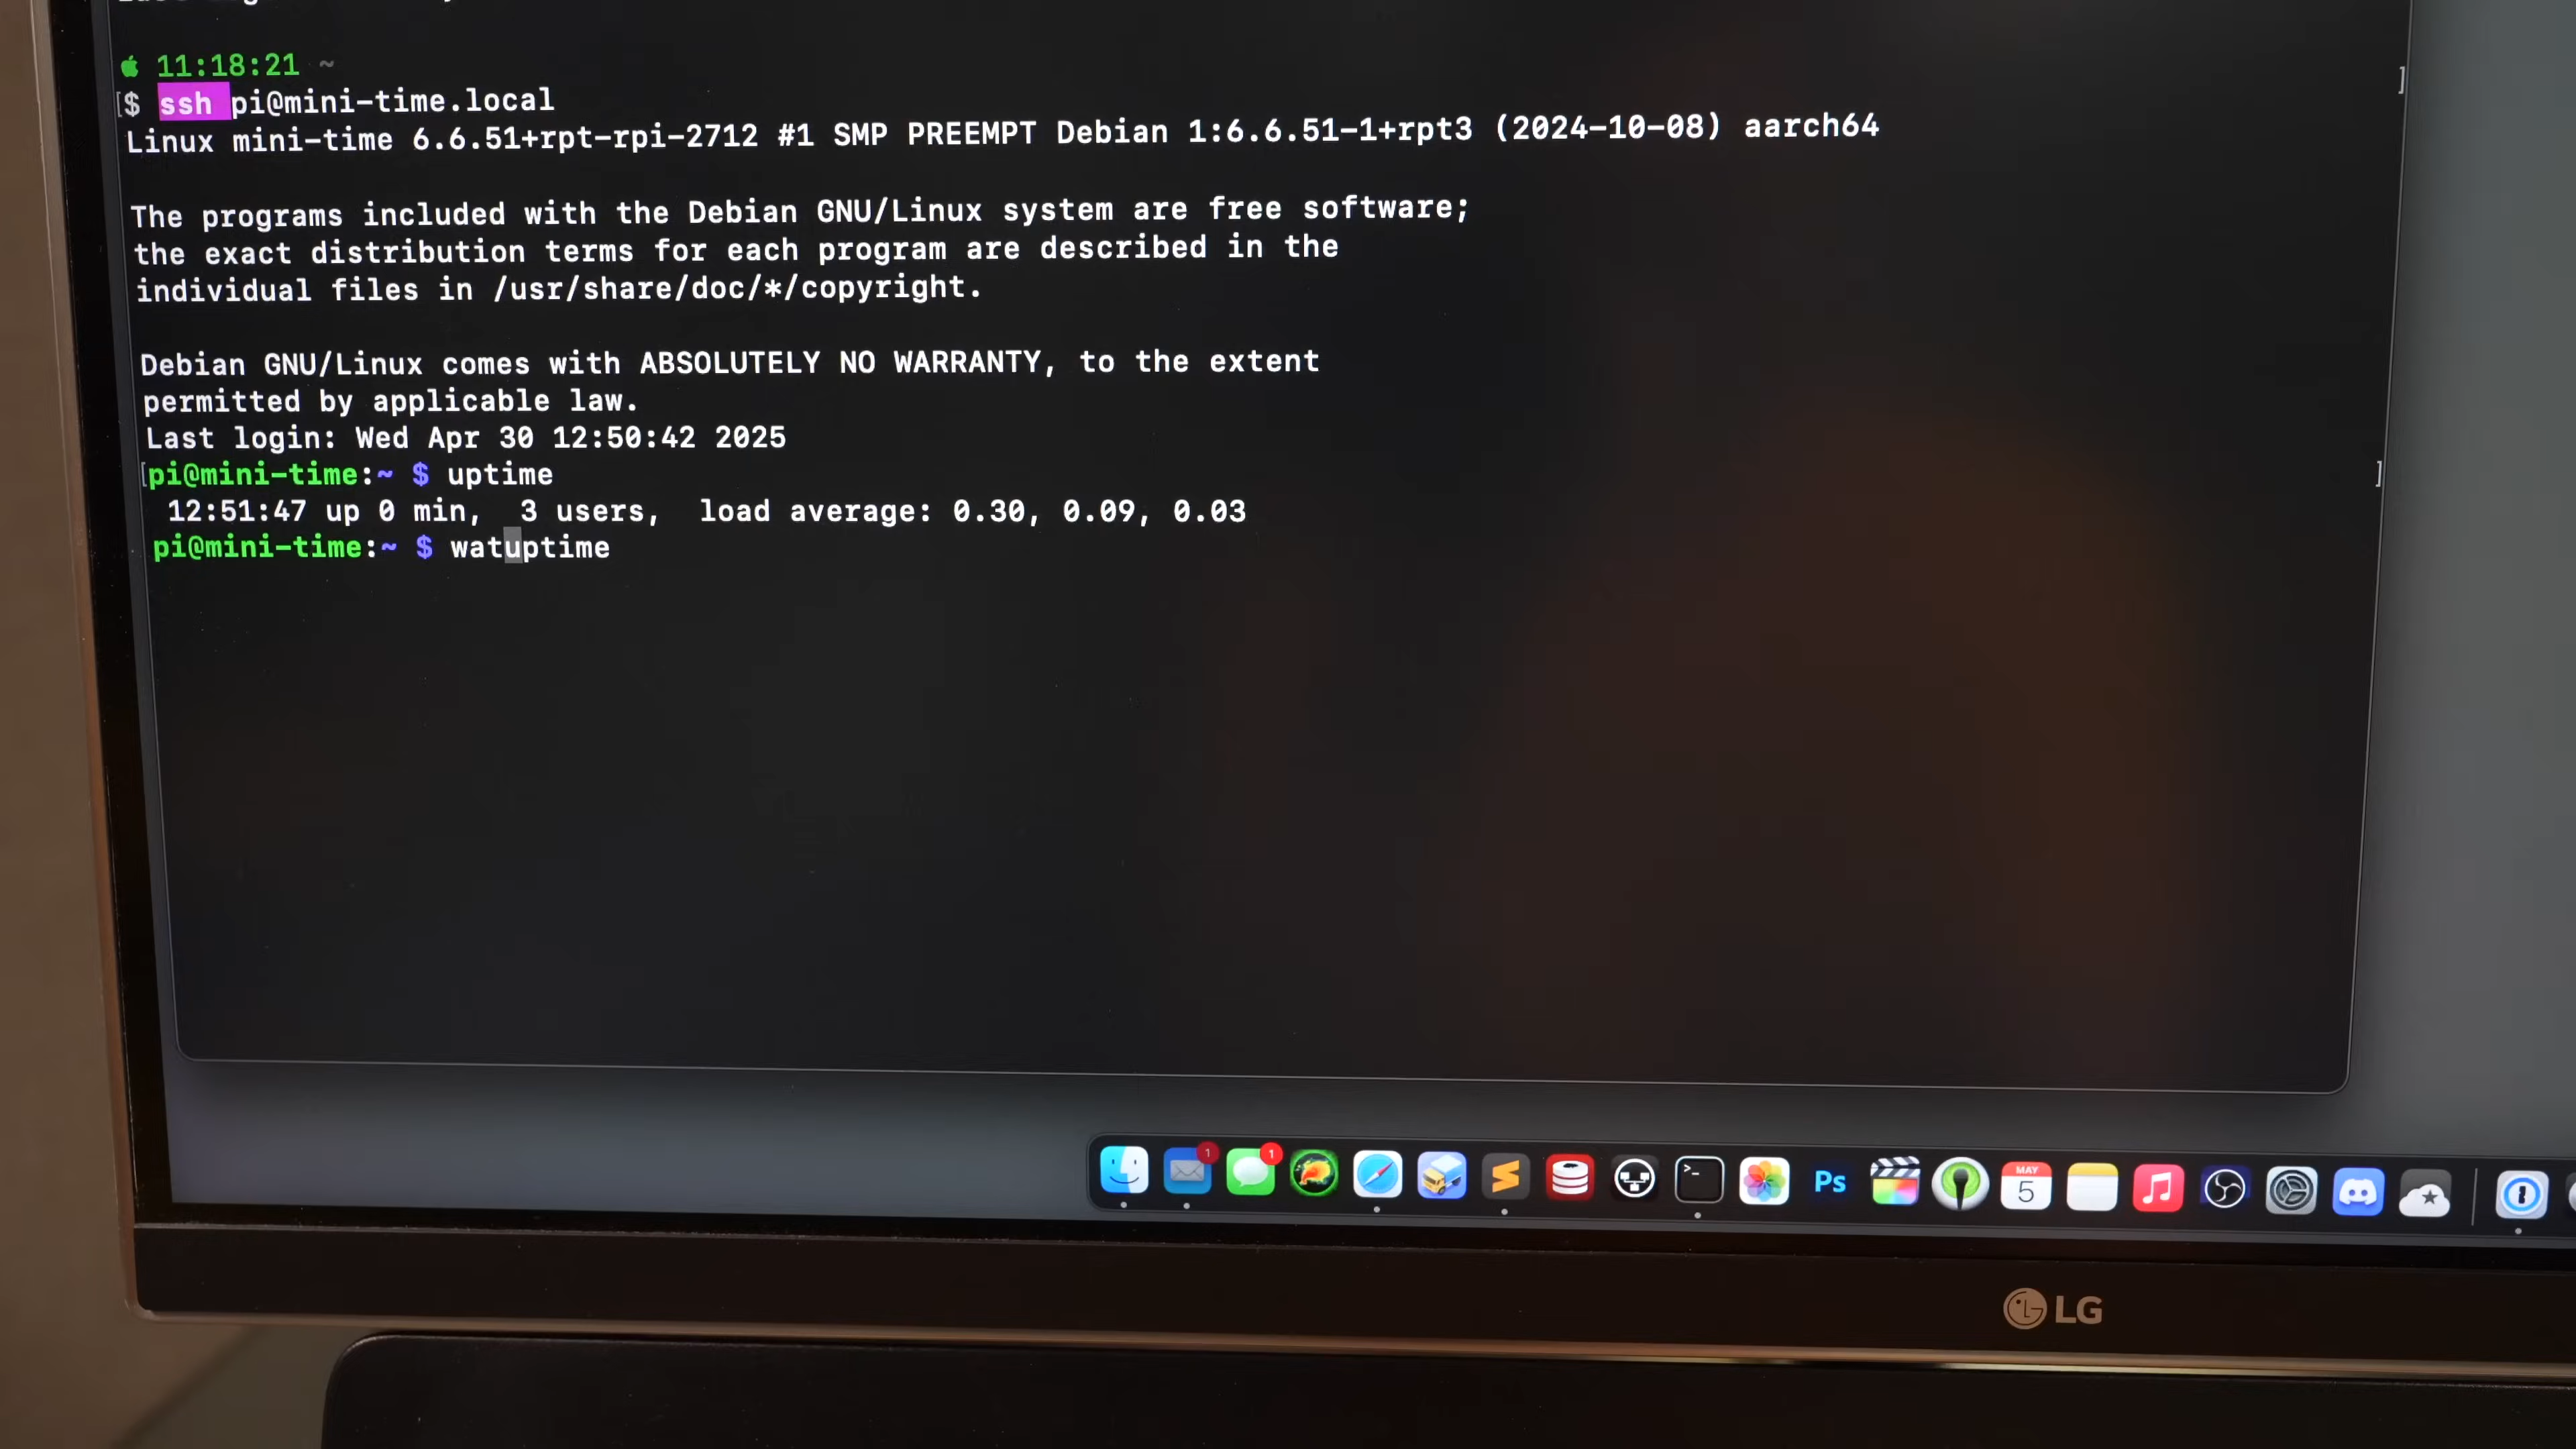 11:18:21 ~
[$ ssh pi@mini-time.local ]
Linux mini-time 6.6.51+rpt-rpi-2712 #1 SMP PREEMPT Debian 1:6.6.51-1+rpt3 (2024-10-08) aarch64
The programs included with the Debian GNU/Linux system are free software;
the exact distribution terms for each program are described in the
individual files in /usr/share/doc/*/copyright.
Debian GNU/Linux comes with ABSOLUTELY NO WARRANTY, to the extent
permitted by applicable law.
Last login: Wed Apr 30 12:50:42 2025
[pi@mini-time:~ $ uptime ]
12:51:47 up 0 min, 3 users, load average: 0.30, 0.09, 0.03
pi@mini-time:~ $ watuptime
1
1
>_
Ps
MAY
5
LG